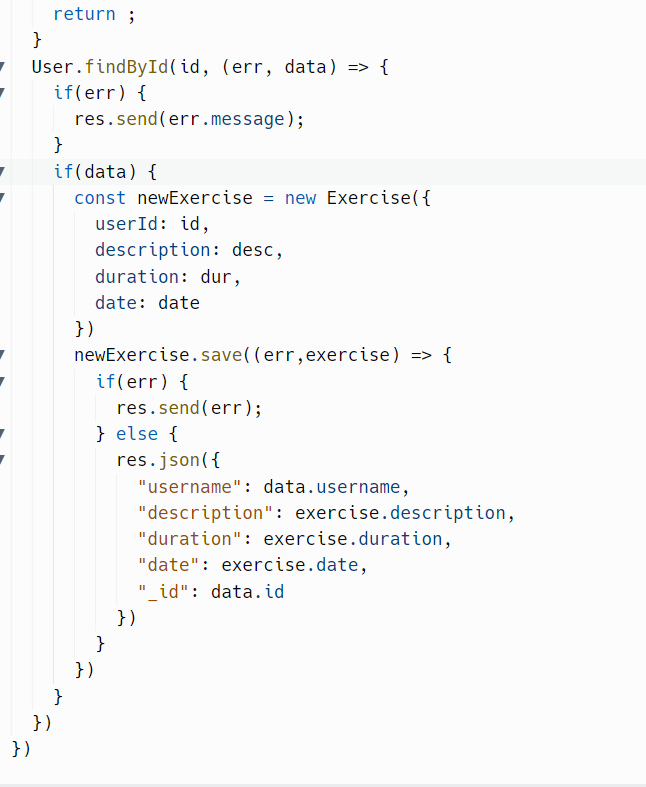 return ;
}
User.findById(id, (err, data) => {
if(err) {
res.send(err.message);
}
if(data) {
const newExercise = new Exercise({
userId: id,
description: desc,
duration: dur,
date: date
})
newExercise.save((err,exercise) => {
if(err) {
res.send(err);
} else {
res.json({
"username": data.username,
"description": exercise.description,
"duration": exercise.duration,
"date": exercise.date,
"_id": data.id
})
}
})
}
})
})